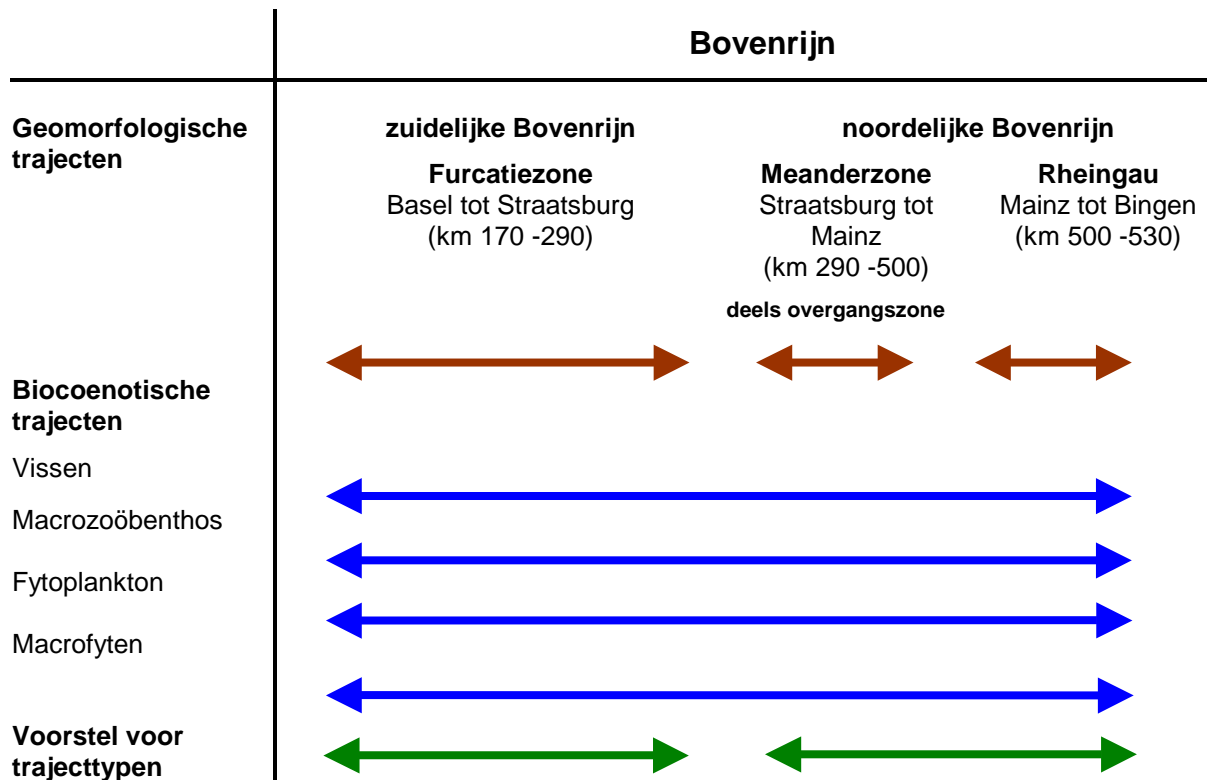 Bovenrijn
Geomorfologische
trajecten
zuidelijke Bovenrijn
noordelijke Bovenrijn
Furcatiezone
Basel tot Straatsburg
(km 170 -290)
Meanderzone
Straatsburg tot
Mainz
(km 290 -500)
deels overgangszone
Rheingau
Mainz tot Bingen
(km 500 -530)
Biocoenotische
trajecten
Vissen
Macrozoöbenthos
Fytoplankton
Macrofyten
Voorstel voor
trajecttypen